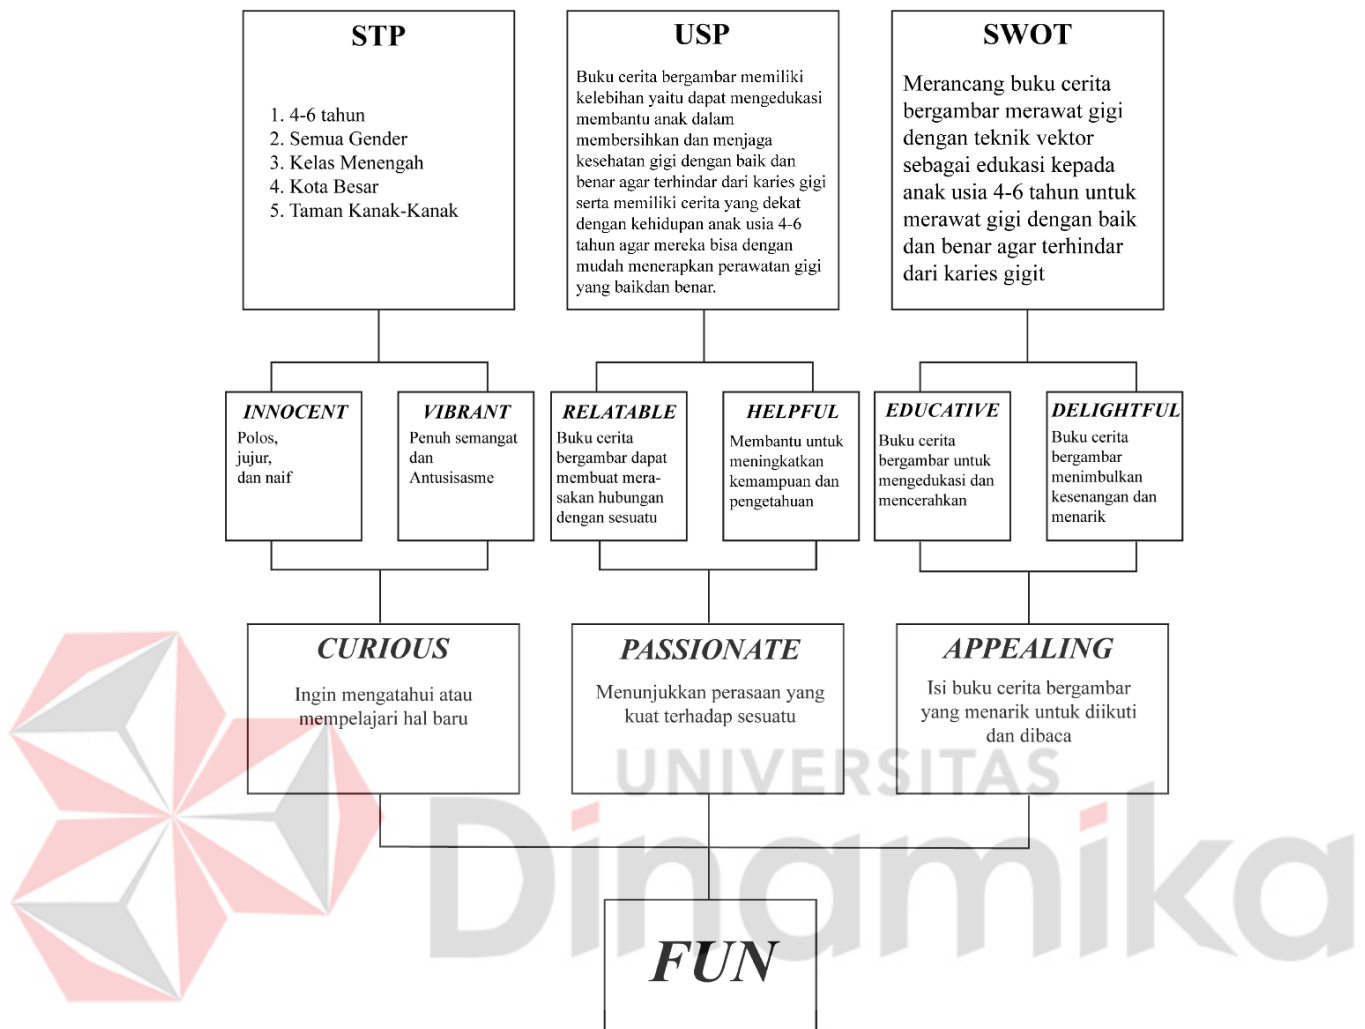 STP
1. 4-6 tahun
2. Semua Gender
3. Kelas Menengah
4. Kota Besar
5. Taman Kanak-Kanak
USP
Buku cerita bergambar memiliki
kelebihan yaitu dapat mengedukasi
membantu anak dalam
membersihkan dan menjaga
kesehatan gigi dengan baik dan
benar agar terhindar dari karies gigi
serta memiliki cerita yang dekat
dengan kehidupan anak usia 4-6
tahun agar mereka bisa dengan
mudah menerapkan perawatan gigi
yang baikdan benar.
SWOT
Merancang buku cerita
bergambar merawat gigi
dengan teknik vektor
sebagai edukasi kepada
anak usia 4-6 tahun untuk
merawat gigi dengan baik
dan benar agar terhindar
dari karies gigit
INNOCENT
Polos,
jujur,
dan naif
VIBRANT
Penuh semangat
dan
Antusisasme
RELATABLE
Buku cerita
bergambar dapat
membuat mera-
sakan hubungan
dengan sesuatu
HELPFUL
Membantu untuk
meningkatkan
kemampuan dan
pengetahuan
EDUCATIVE
Buku cerita
bergambar untuk
mengedukasi dan
mencerahkan
DELIGHTFUL
Buku cerita
bergambar
menimbulkan
kesenangan dan
menarik
CURIOUS
Ingin mengatahui atau
mempelajari hal baru
PASSIONATE
Menunjukkan perasaan yang
kuat terhadap sesuatu
APPEALING
Isi buku cerita bergambar
yang menarik untuk diikuti
dan dibaca
UNIVERSITAS
Dinamika
FUN